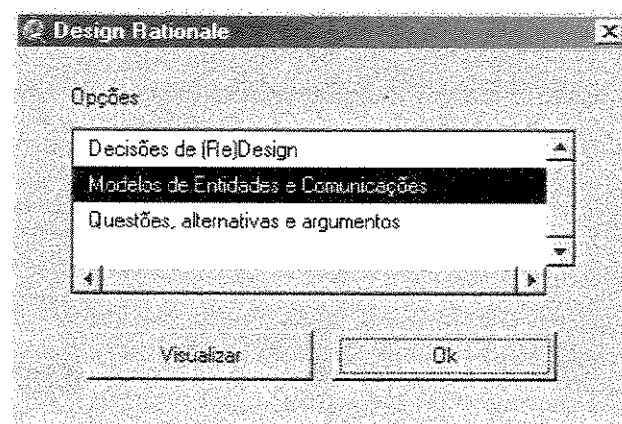 Design Rationale
Opções
Decisões de (Re)Design
Modelos de Entidades e Comunicações
Questões, alternativas e argumentos
Visualizar
Ok